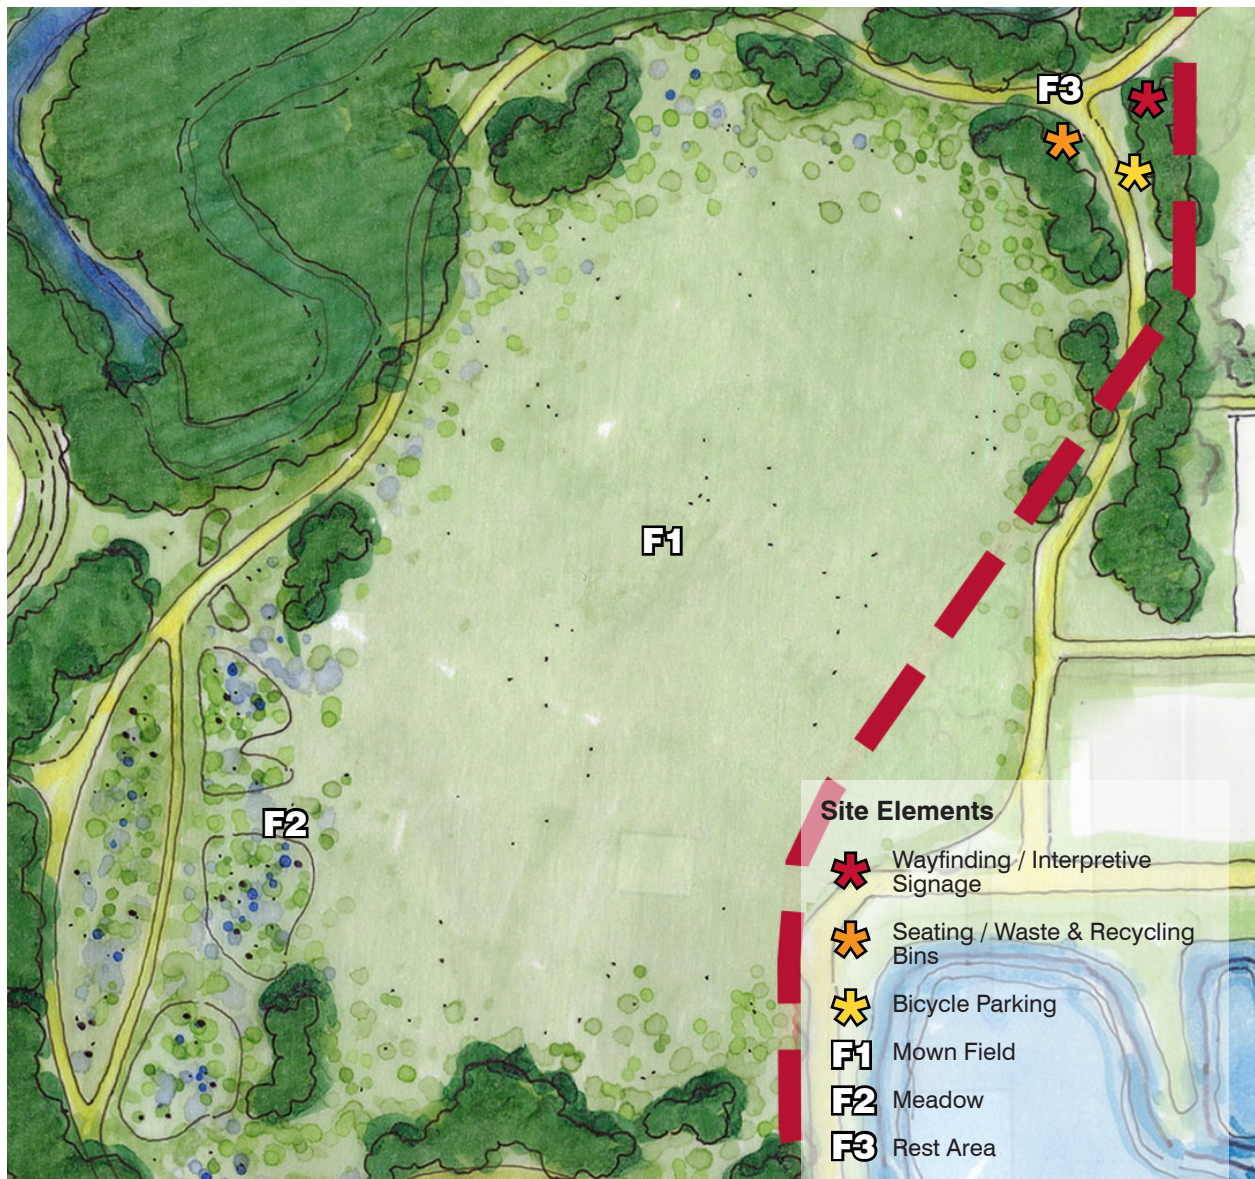 F3
F1
F2
Site Elements
Wayfinding / Interpretive
Signage
Seating / Waste & Recycling
Bins
Bicycle Parking
F1 Mown Field
F2 Meadow
F3 Rest Area